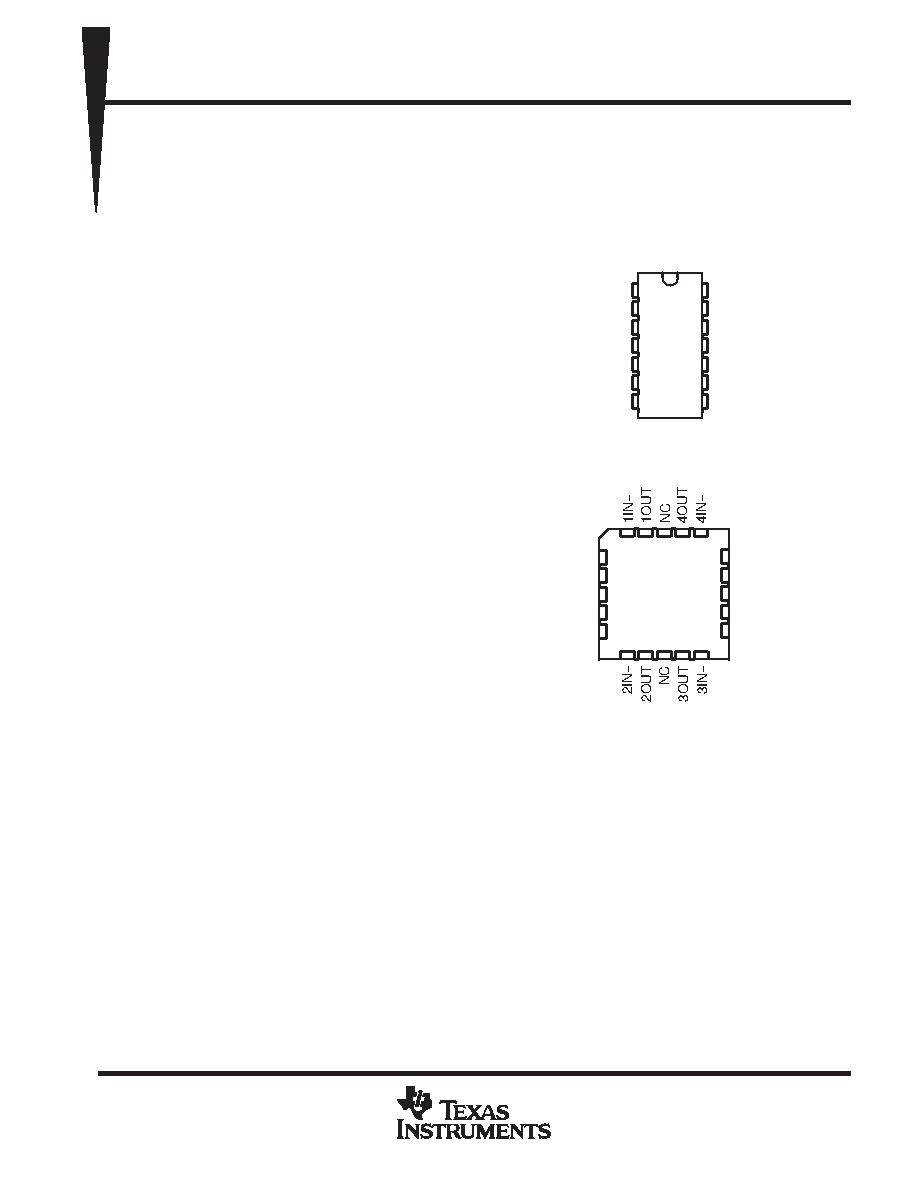 1IN−
1OUT
NC
4OUT
4IN−
2IN−
2OUT
NC
3OUT
3IN−
TEXAS
INSTRUMENTS